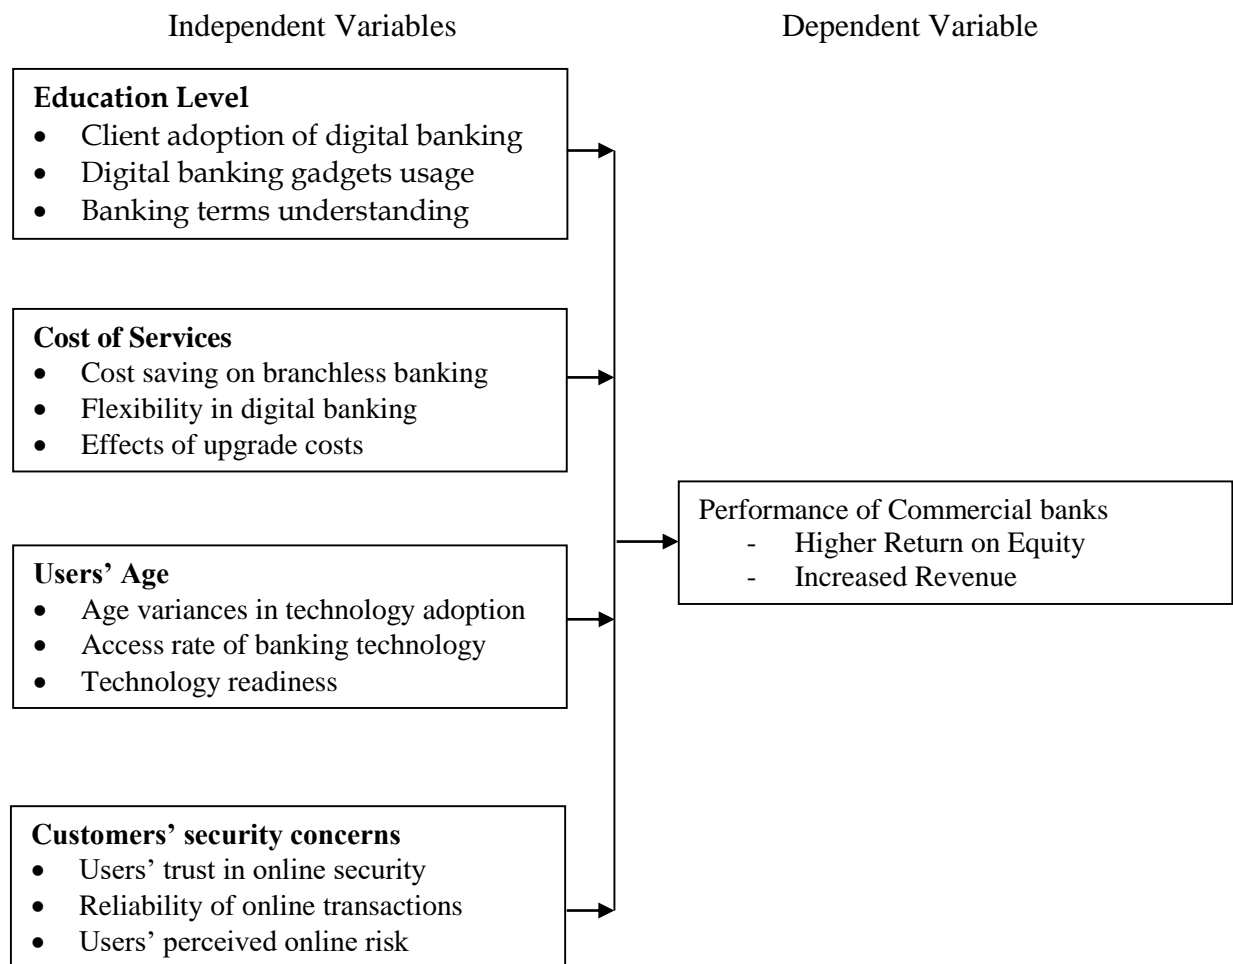 Independent Variables
Dependent Variable
Education Level
• Client adoption of digital banking
• Digital banking gadgets usage
• Banking terms understanding
Cost of Services
• Cost saving on branchless banking
• Flexibility in digital banking
• Effects of upgrade costs
Users’ Age
• Age variances in technology adoption
• Access rate of banking technology
• Technology readiness
Customers’ security concerns
• Users’ trust in online security
• Reliability of online transactions
• Users’ perceived online risk
Performance of Commercial banks
- Higher Return on Equity
- Increased Revenue